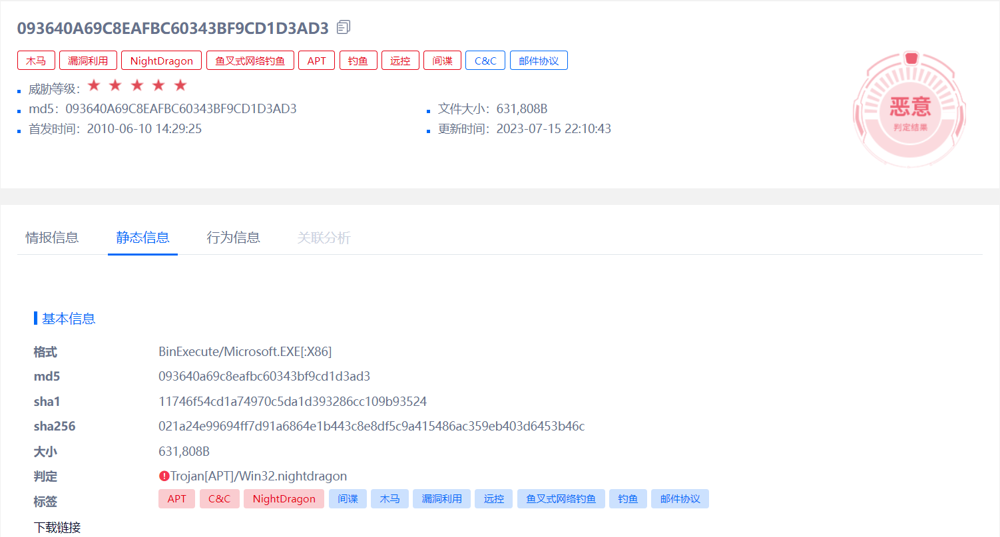 093640A69C8EAFBC60343BF9CD1D3AD3
木马 漏洞利用 NightDragon 鱼叉式网络钓鱼 APT 钓鱼 远控 间谍 C&C 邮件协议
威胁等级：
md5：093640A69C8EAFBC60343BF9CD1D3AD3 文件大小：631,808B
首发时间：2010-06-10 14:29:25 更新时间：2023-07-15 22:10:43
恶意
判定结果
情报信息 静态信息 行为信息 关联分析
基本信息
格式 BinExecute/Microsoft.EXE[:X86]
md5 093640a69c8eafbc60343bf9cd1d3ad3
sha1 11746f54cd1a74970c5da1d393286cc109b93524
sha256 021a24e99694ff7d91a6864e1b443c8e8df5c9a415486ac359eb403d6453b46c
大小 631,808B
判定 Trojan[APT]/Win32.nightdragon
标签 APT C&C NightDragon 间谍 木马 漏洞利用 远控 鱼叉式网络钓鱼 钓鱼 邮件协议
下载链接